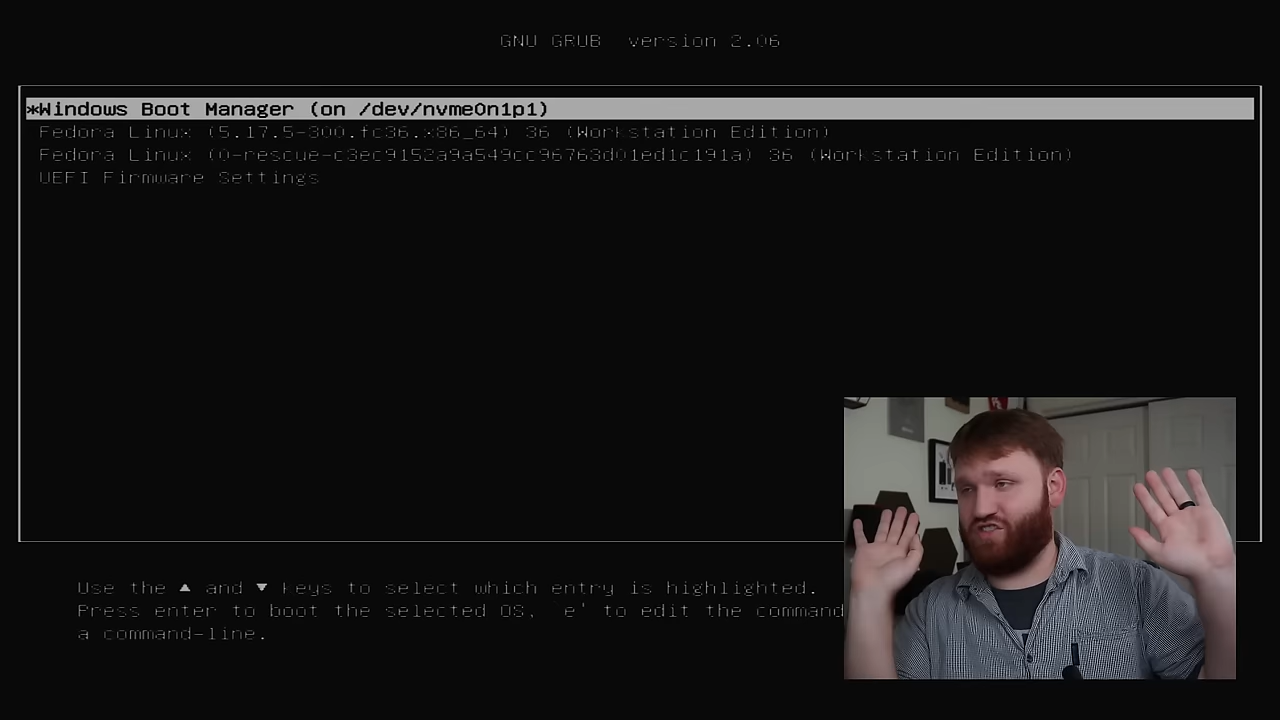 GNU GRUB version 2.06
*Windows Boot Manager (on /dev/nvme0n1p1)
Fedora Linux (5.17.5-300.fc36.x86_64) 36 (Workstation Edition)
Fedora Linux (0-rescue-c3ec9152a9a549cc96763d01ed1c191a) 36 (Workstation Edition)
UEFI Firmware Settings
Use the ▲ and ▼ keys to select which entry is highlighted.
Press enter to boot the selected OS, `e' to edit the command
a command-line.